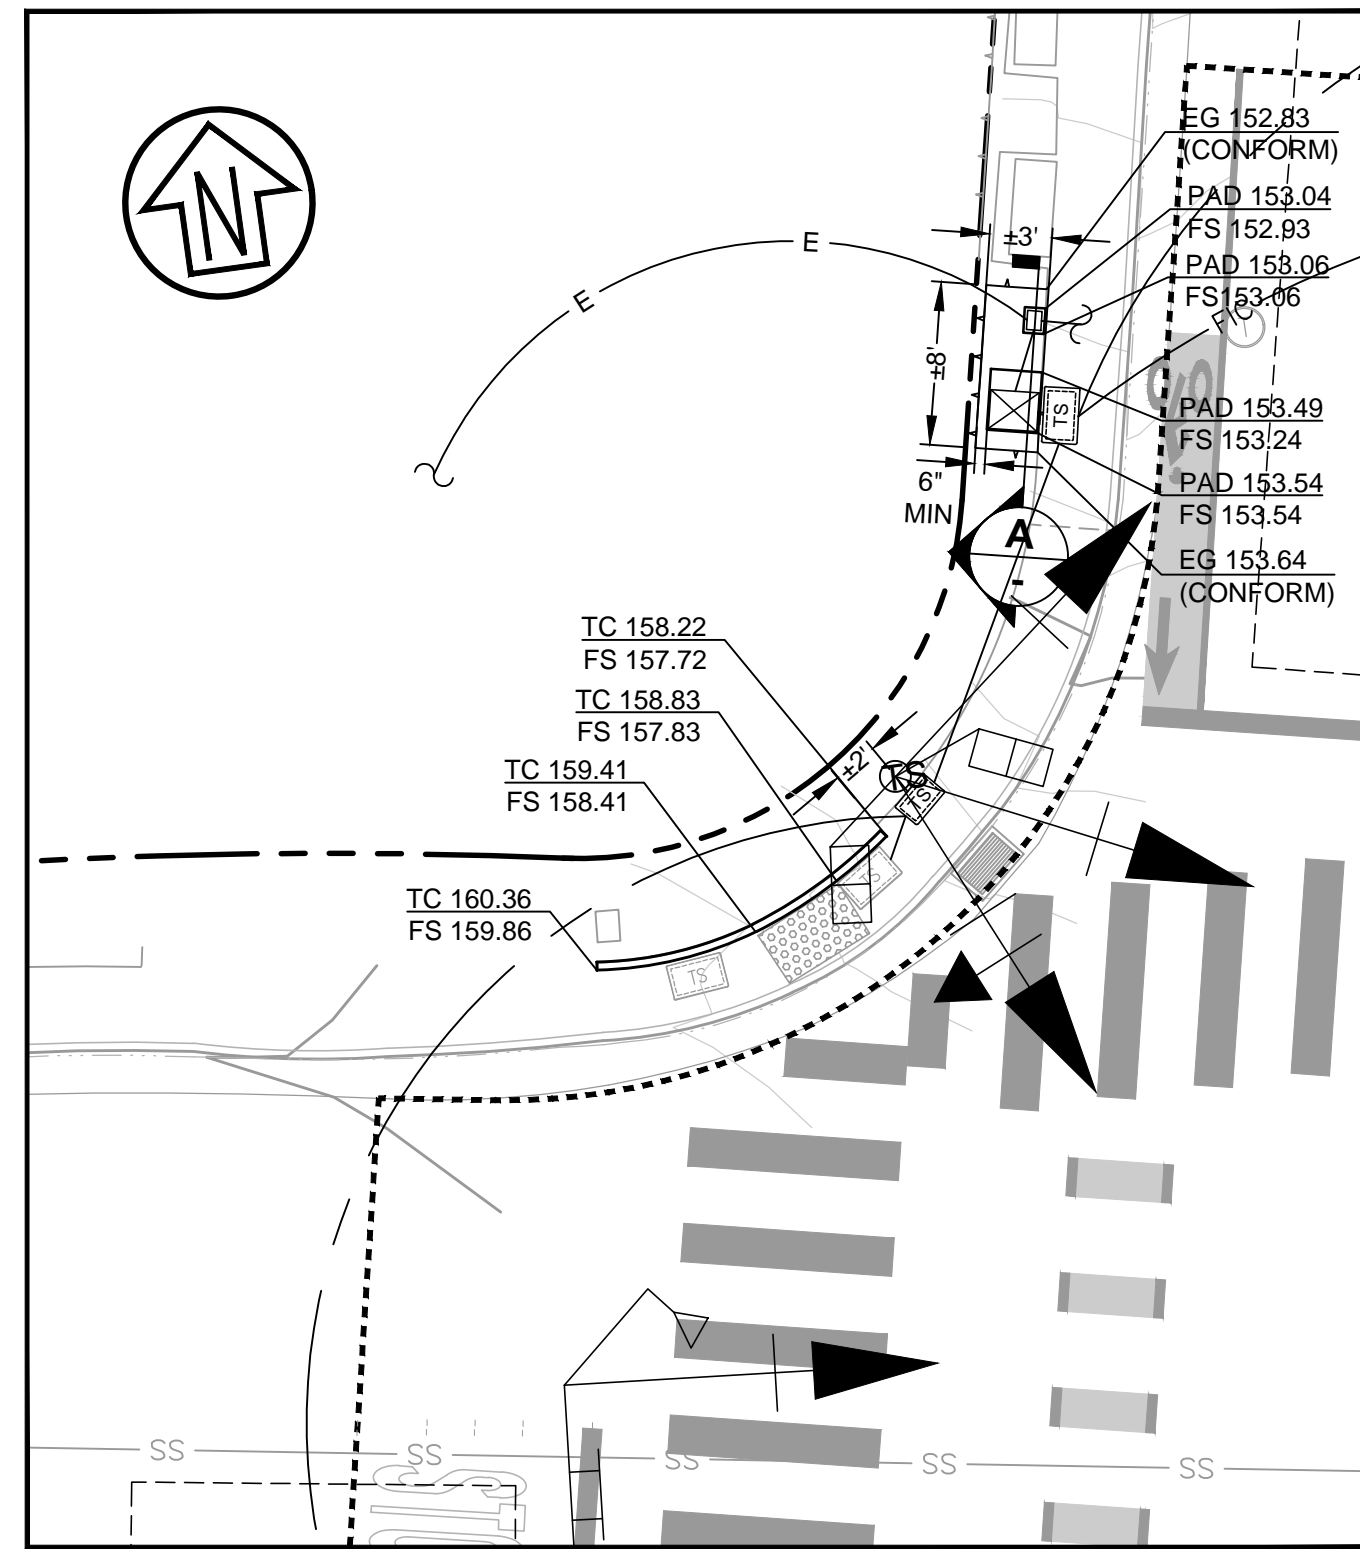 N
EG 152.83
(CONFORM)
PAD 153.04
FS 152.93
PAD 153.06
FS153.06
PAD 153.49
FS 153.24
PAD 153.54
FS 153.54
EG 153.64
(CONFORM)
±3'
±8'
6"
MIN
E
E
TS
A
-
TC 158.22
FS 157.72
TC 158.83
FS 157.83
TC 159.41
FS 158.41
TC 160.36
FS 159.86
±2'
TS
TS
TS
TS
SS
SS
SS
SS
SS